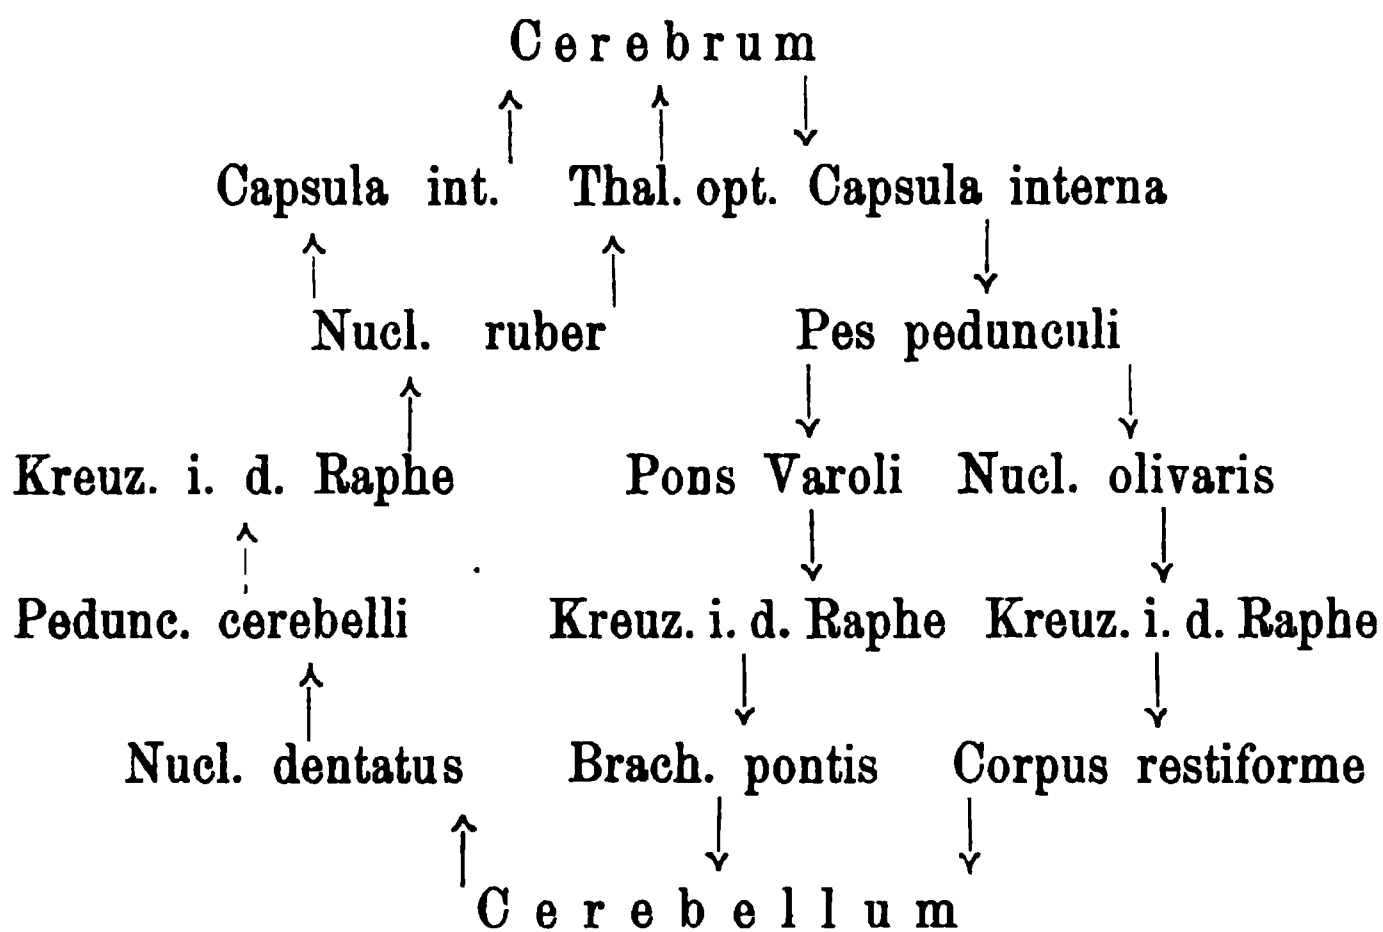 Cerebrum
Capsula int. Thal. opt. Capsula interna
Nucl. ruber Pes pedunculi
Kreuz. i. d. Raphe Pons Varoli Nucl. olivaris
Pedunc. cerebelli Kreuz. i. d. Raphe Kreuz. i. d. Raphe
Nucl. dentatus Brach. pontis Corpus restiforme
Cerebellum